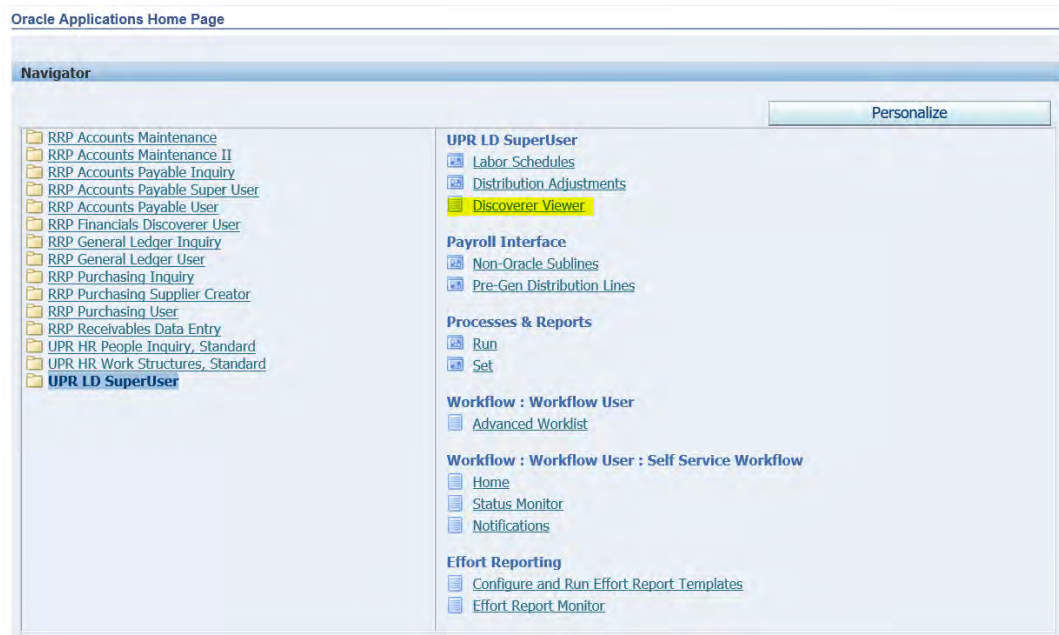 Oracle Applications Home Page
Navigator
Personalize
RRP Accounts Maintenance
RRP Accounts Maintenance II
RRP Accounts Payable Inquiry
RRP Accounts Payable Super User
RRP Accounts Payable User
RRP Financials Discoverer User
RRP General Ledger Inquiry
RRP General Ledger User
RRP Purchasing Inquiry
RRP Purchasing Supplier Creator
RRP Purchasing User
RRP Receivables Data Entry
UPR HR People Inquiry, Standard
UPR HR Work Structures, Standard
UPR LD SuperUser
UPR LD SuperUser
Labor Schedules
Distribution Adjustments
Discoverer Viewer
Payroll Interface
Non-Oracle Sublines
Pre-Gen Distribution Lines
Processes & Reports
Run
Set
Workflow : Workflow User
Advanced Worklist
Workflow : Workflow User : Self Service Workflow
Home
Status Monitor
Notifications
Effort Reporting
Configure and Run Effort Report Templates
Effort Report Monitor